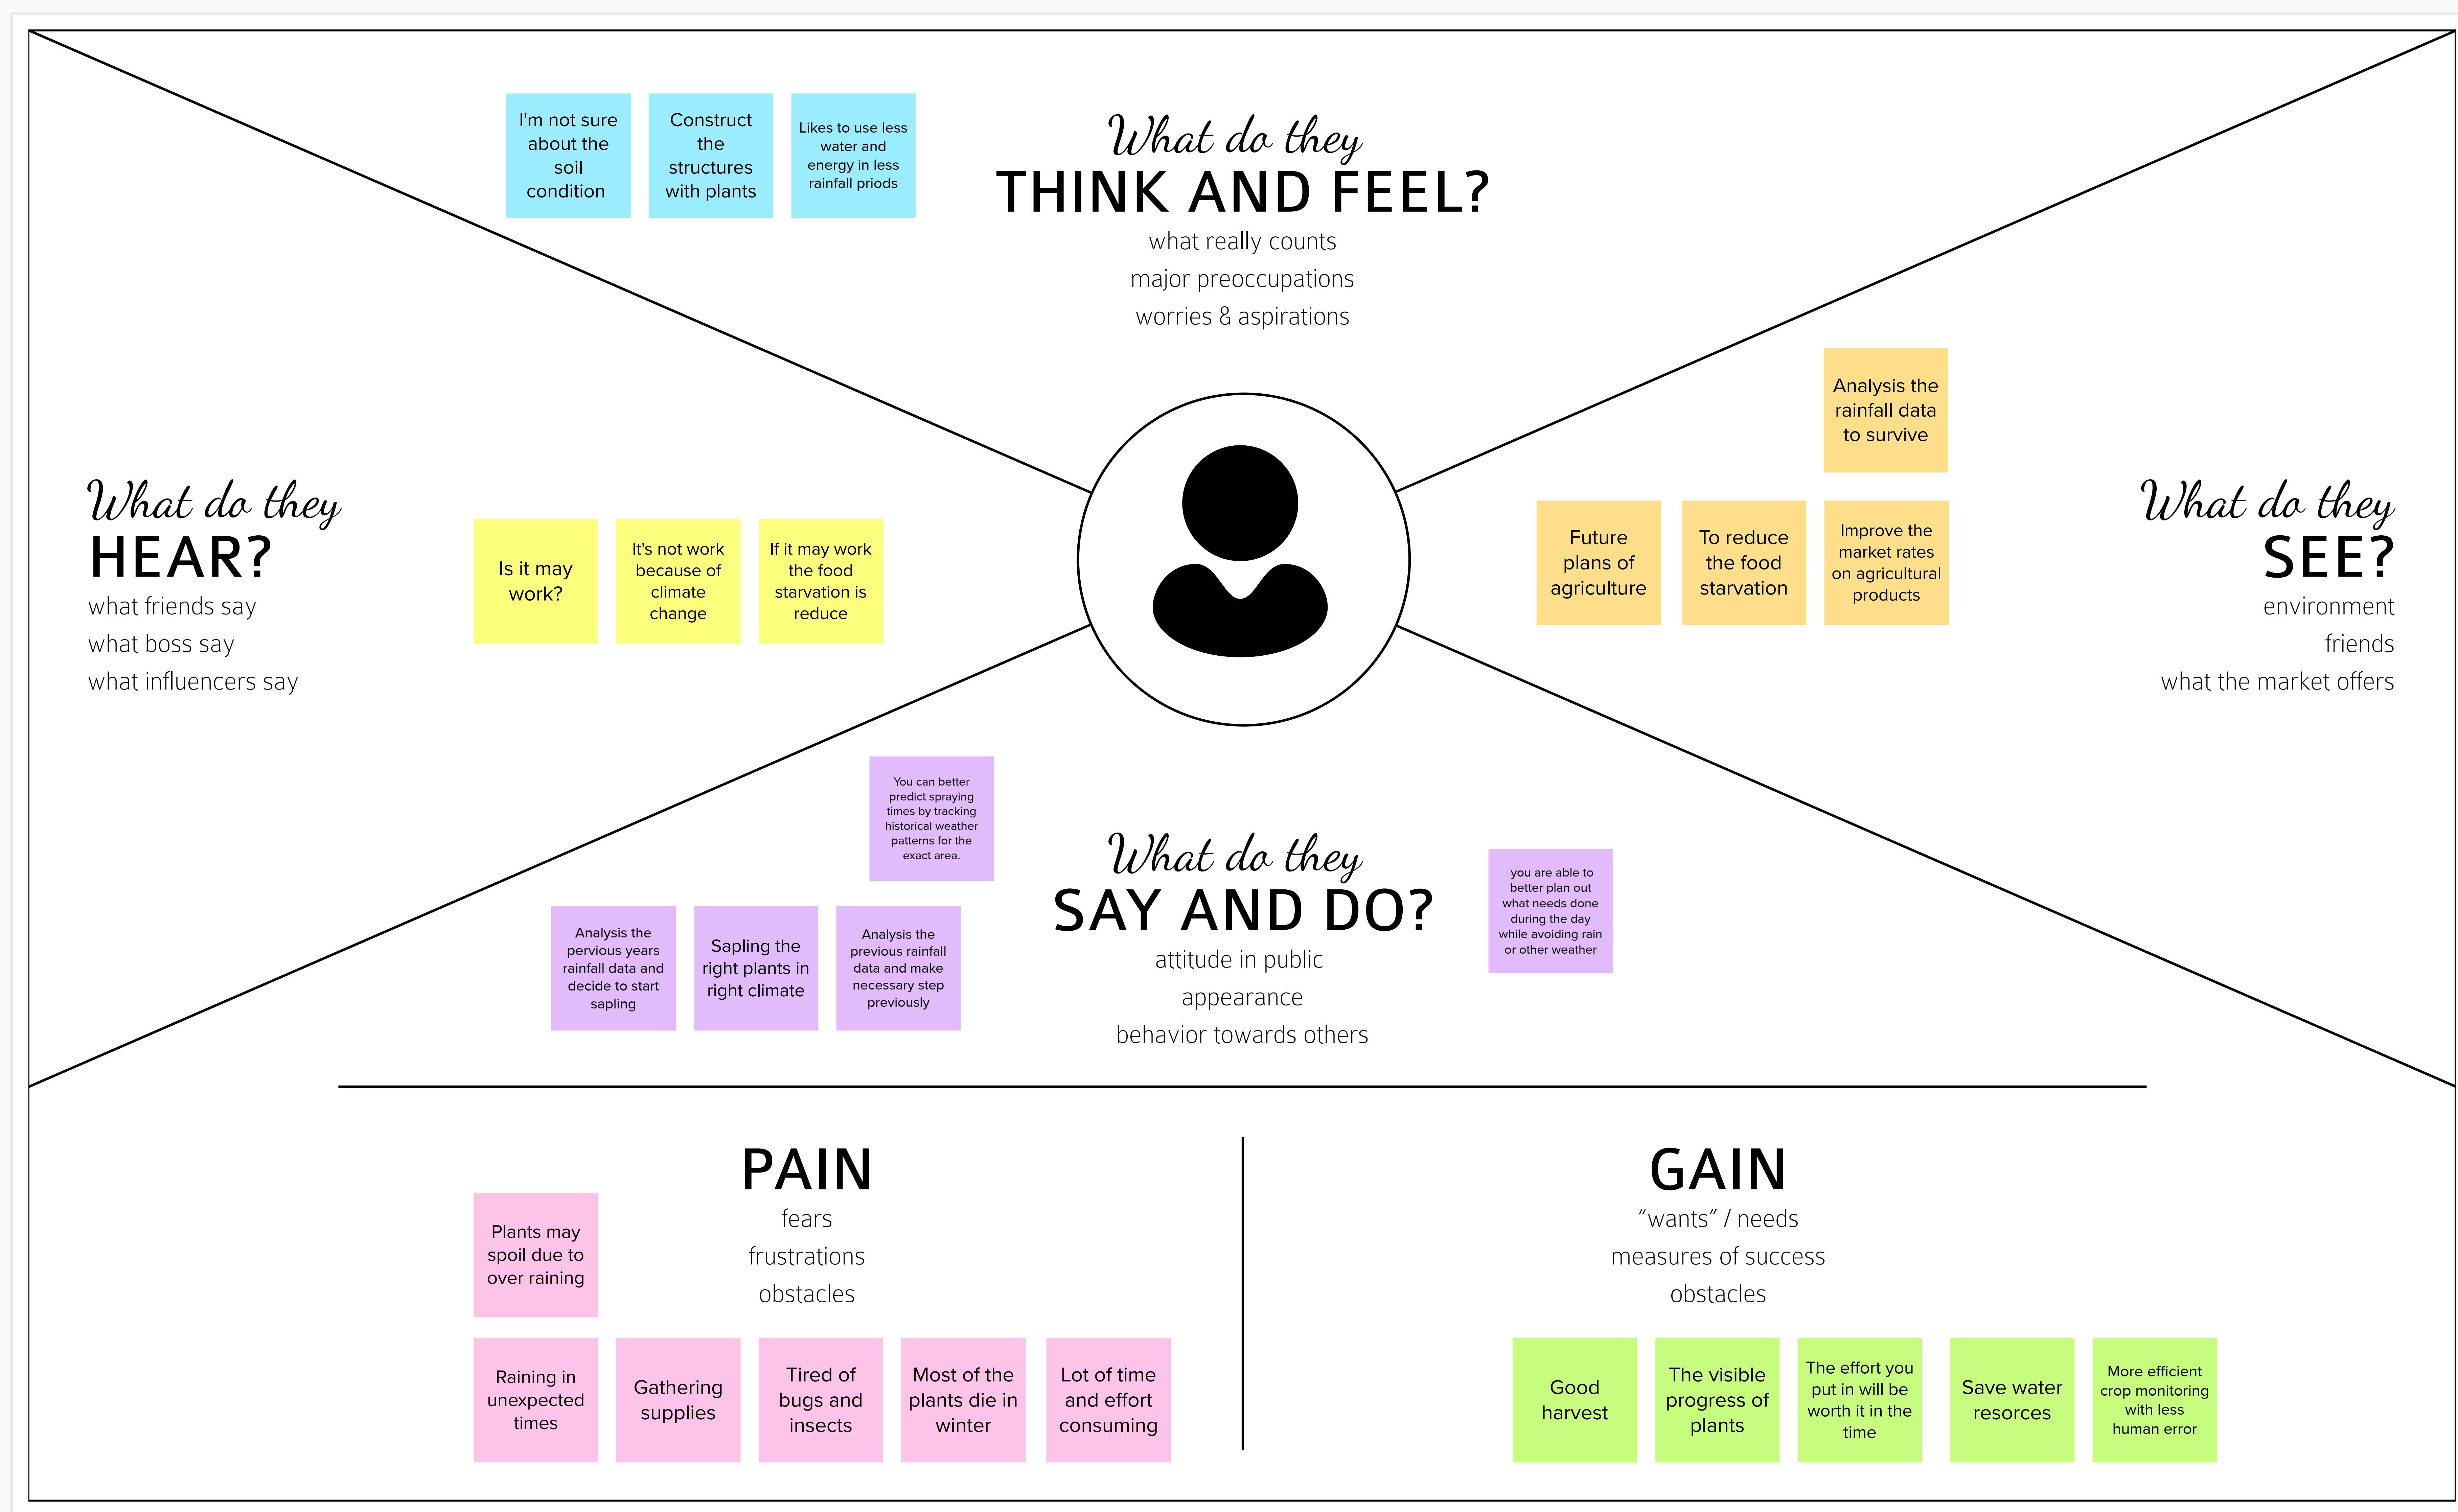 I'm not sure
about the
soil
condition
Construct
the
structures
with plants
Likes to use less
water and
energy in less
rainfall priods
What do they
THINK AND FEEL?
what really counts
major preoccupations
worries & aspirations
What do they
HEAR?
what friends say
what boss say
what influencers say
Is it may
work?
It's not work
because of
climate
change
If it may work
the food
starvation is
reduce
Analysis the
rainfall data
to survive
Future
plans of
agriculture
To reduce
the food
starvation
Improve the
market rates
on agricultural
products
What do they
SEE?
environment
friends
what the market offers
You can better
predict spraying
times by tracking
historical weather
patterns for the
exact area.
Analysis the
pervious years
rainfall data and
decide to start
sapling
Sapling the
right plants in
right climate
Analysis the
previous rainfall
data and make
necessary step
previously
What do they
SAY AND DO?
attitude in public
appearance
behavior towards others
you are able to
better plan out
what needs done
during the day
while avoiding rain
or other weather
PAIN
fears
frustrations
obstacles
Plants may
spoil due to
over raining
Raining in
unexpected
times
Gathering
supplies
Tired of
bugs and
insects
Most of the
plants die in
winter
Lot of time
and effort
consuming
GAIN
“wants” / needs
measures of success
obstacles
Good
harvest
The visible
progress of
plants
The effort you
put in will be
worth it in the
time
Save water
resorces
More efficient
crop monitoring
with less
human error